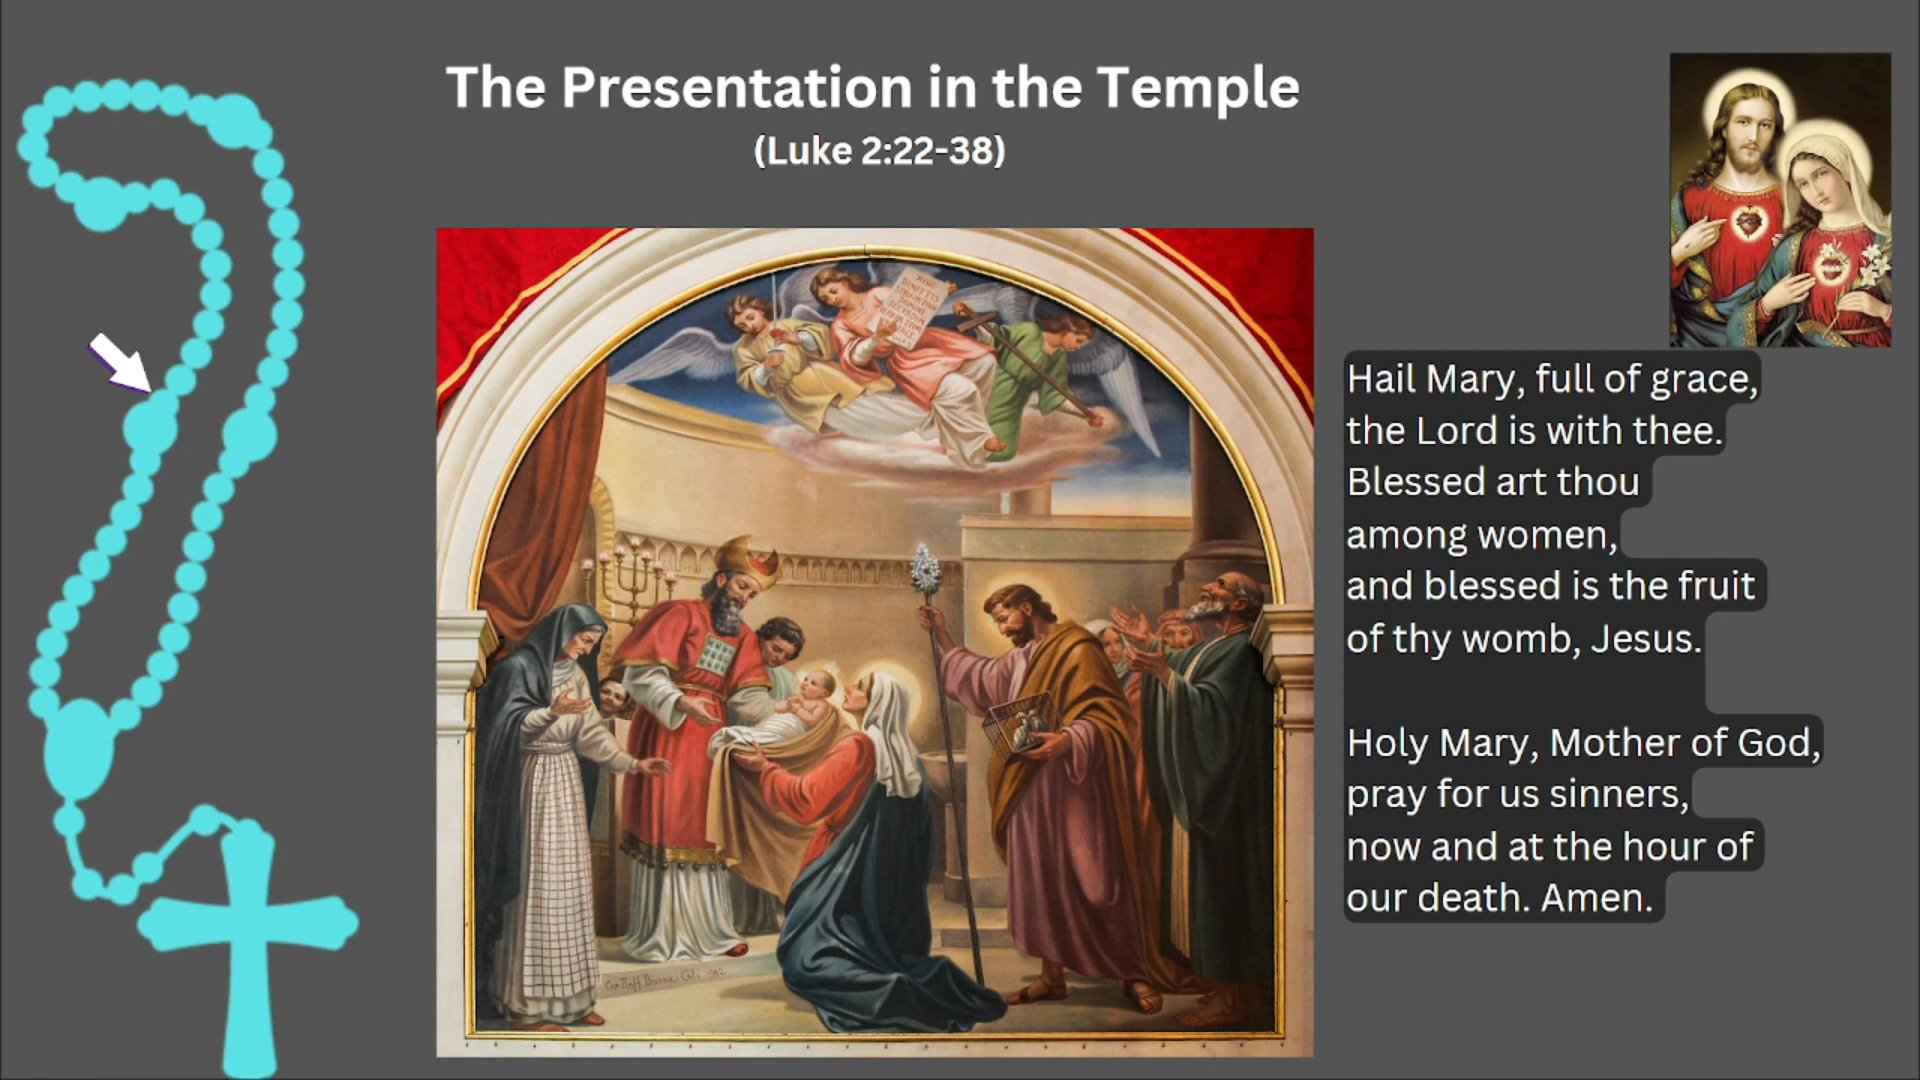 The Presentation in the Temple
(Luke 2:22-38)
NUNC
DIMITTIS
Hail Mary, full of grace,
the Lord is with thee.
Blessed art thou
among women,
and blessed is the fruit
of thy womb, Jesus.
Holy Mary, Mother of God,
pray for us sinners,
now and at the hour of
our death. Amen.